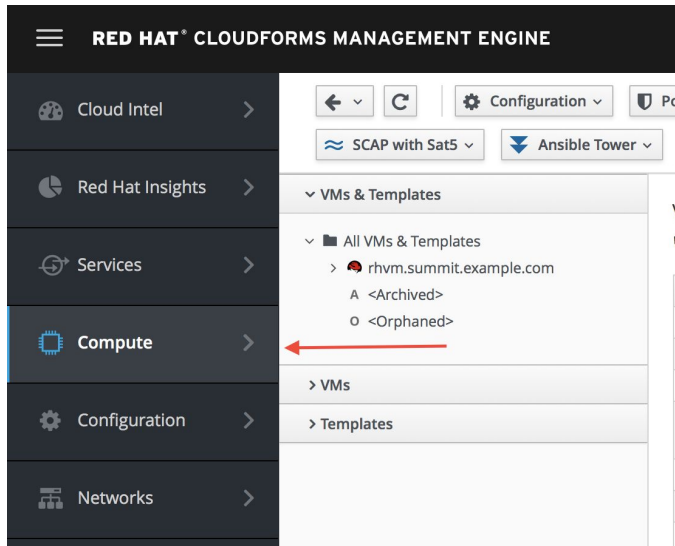 RED HAT® CLOUDFORMS MANAGEMENT ENGINE
Cloud Intel
Red Hat Insights
Services
Compute
Configuration
Networks
Configuration
SCAP with Sat5
Ansible Tower
VMs & Templates
All VMs & Templates
rhvm.summit.example.com
A <Archived>
O <Orphaned>
VMs
Templates